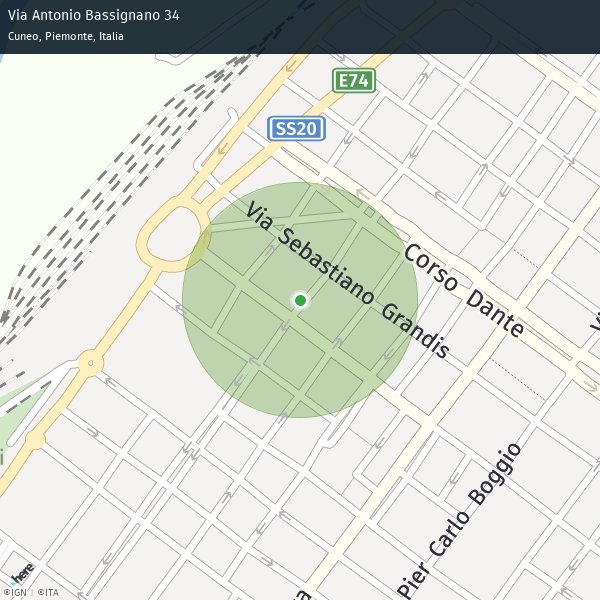 Via Antonio Bassignano 34
Cuneo, Piemonte, Italia
E74
SS20
Via Sebastiano Grandis
Corso Dante
Pier Carlo Boggio
here
©IGN | ©ITA